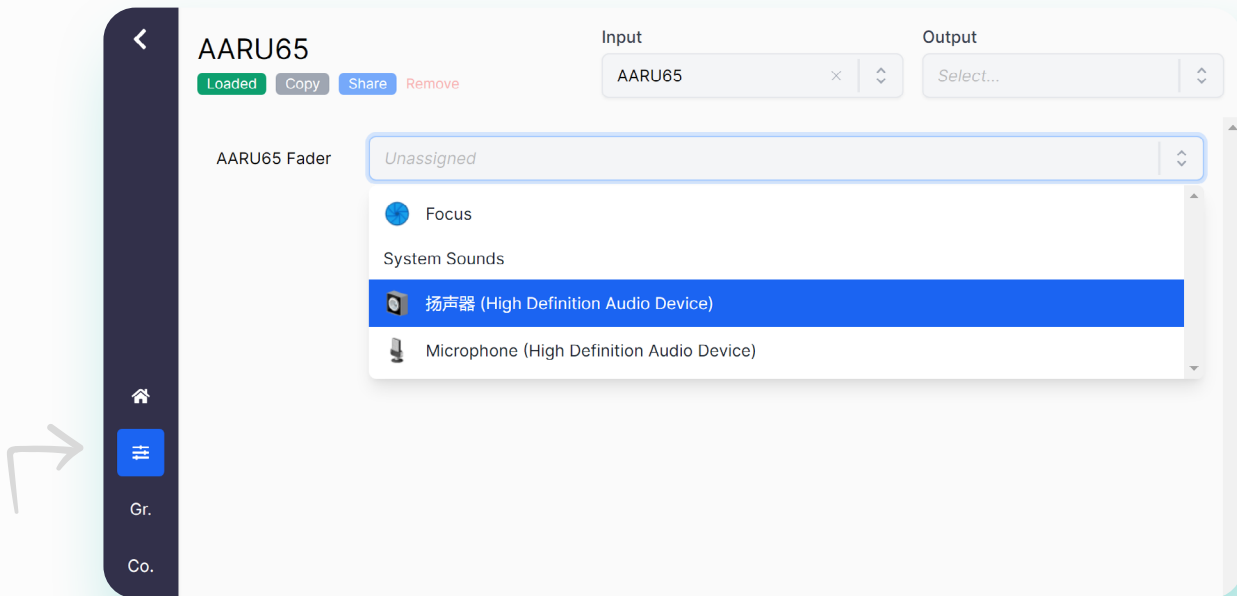 AARU65
Loaded Copy Share Remove
Input
AARU65
Output
Select...
AARU65 Fader
Unassigned
Focus
System Sounds
扬声器 (High Definition Audio Device)
Microphone (High Definition Audio Device)
Gr.
Co.